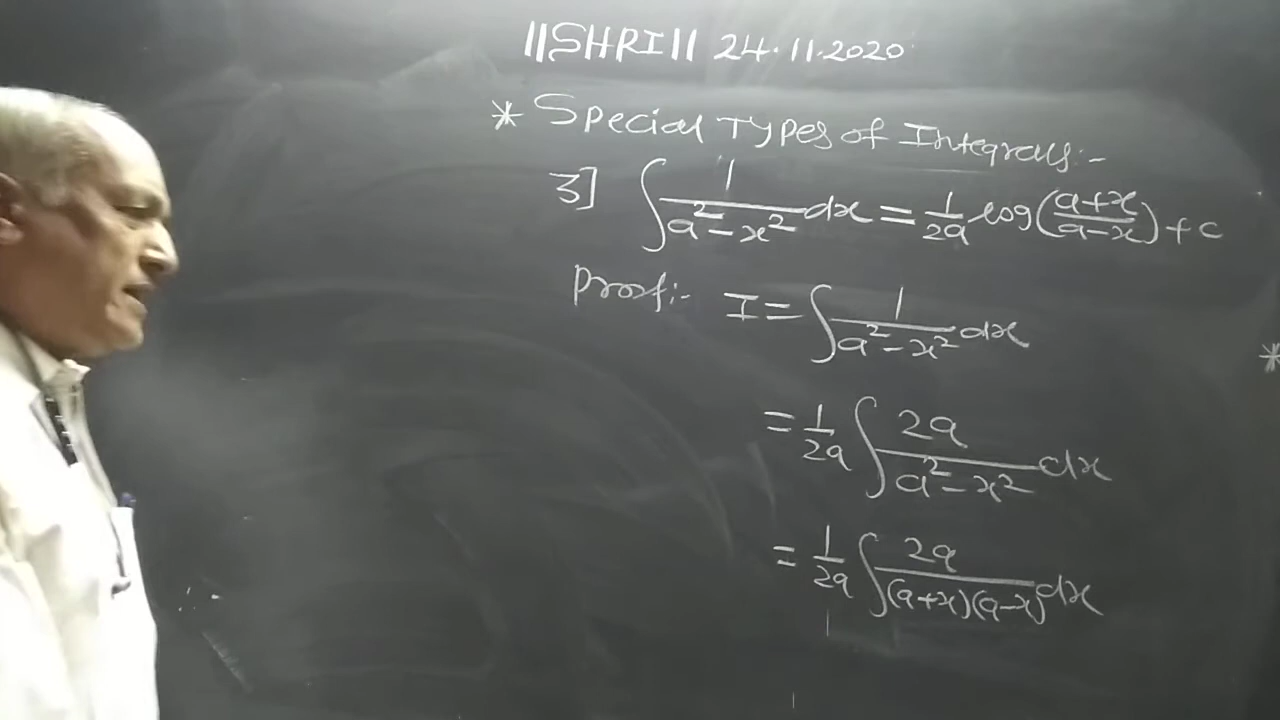 ||SHRI|| 24.11.2020
* Special Types of Integrals:-
3] ∫ 1/(a²-x²) dx = 1/2a log((a+x)/(a-x)) + c
Proof:- I = ∫ 1/(a²-x²) dx
= 1/2a ∫ 2a/(a²-x²) dx
= 1/2a ∫ 2a/((a+x)(a-x)) dx
*